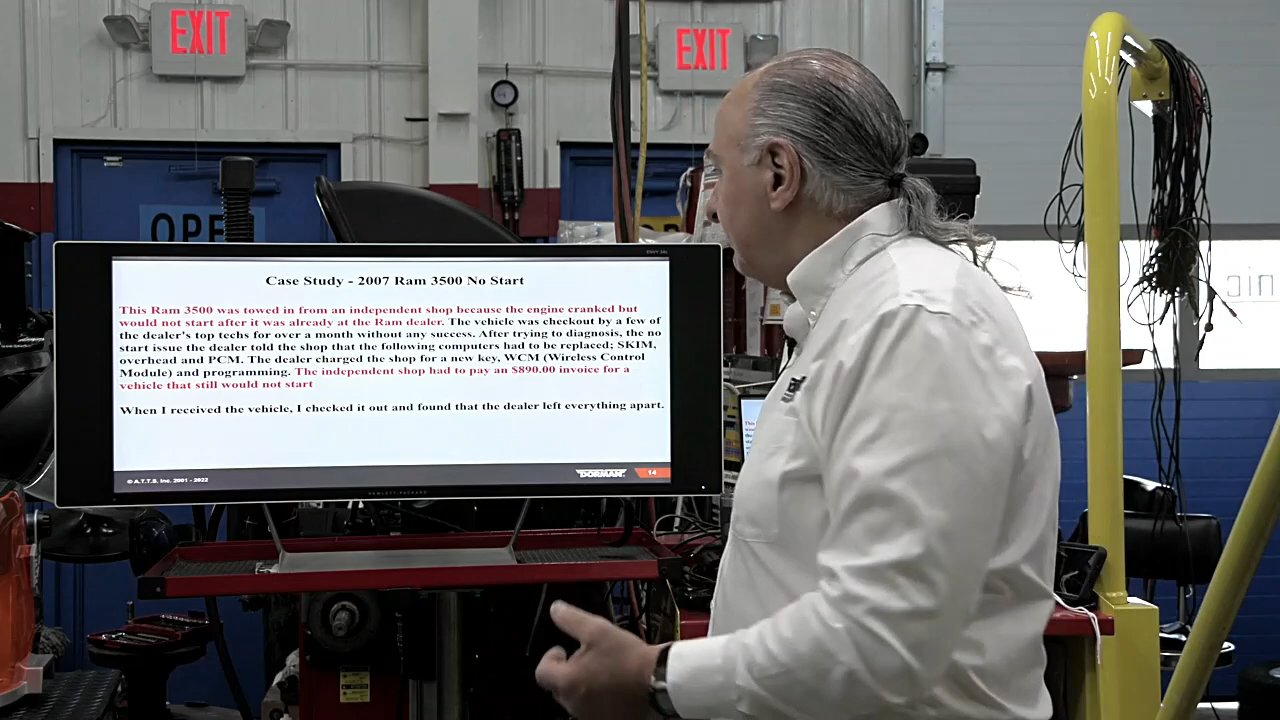 EXIT
EXIT
OPE
Case Study - 2007 Ram 3500 No Start
This Ram 3500 was towed in from an independent shop because the engine cranked but
would not start after it was already at the Ram dealer. The vehicle was checkout by a few of
the dealer's top techs for over a moth without any success. After trying to diagnosis, the no
start issue the dealer told the shop that the following computers had to be replaced; SKIM,
overhead and PCM. The dealer charged the shop for a new key, WCM (Wireless Control
Module) and programming. The independent shop had to pay an $890.00 invoice for a
vehicle that still would not start
When I received the vehicle, I checked it out and found that the dealer left everything apart.
© A.T.T.S. Inc. 2001 - 2022
DORMAN
14
HEWLETT-PACKARD